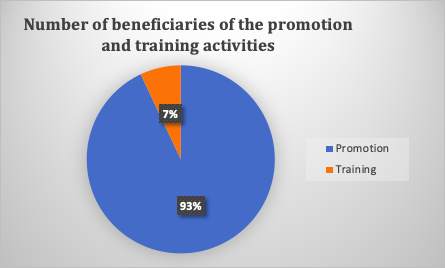 Number of beneficiaries of the promotion
and training activities
7%
Promotion
Training
93%